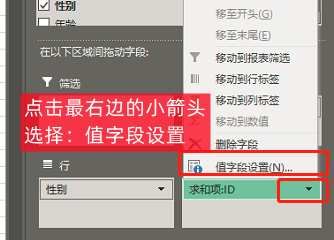 性别
年龄
移至开头(G)
移至末尾(E)
在以下区域间拖动字段:
移动到报表筛选
筛选
移动到行标签
移动到列标签
点击最右边的小箭头
选择：值字段设置
移动到数值
删除字段
值字段设置(N)...
行
性别
求和项:ID